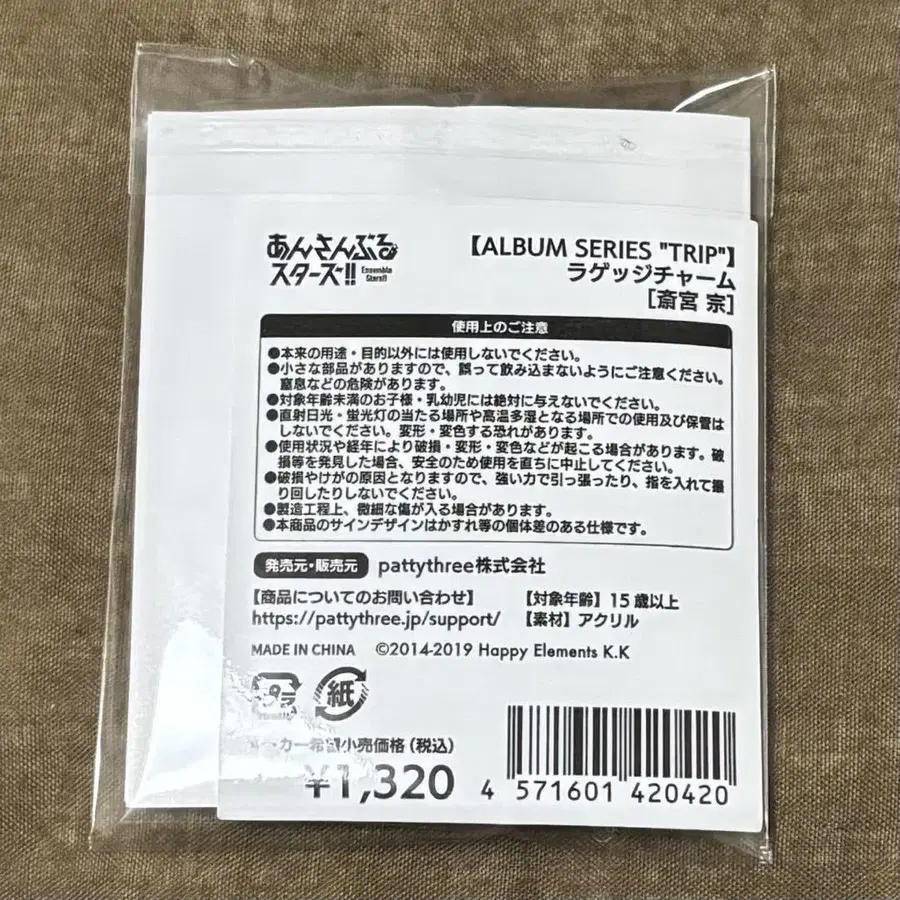 あんさんぶる
スターズ!!
Ensemble
Stars!!
【ALBUM SERIES "TRIP"】
ラゲッジチャーム
[斎宮 宗]
使用上のご注意
●本来の用途・目的以外には使用しないでください。
●小さな部品がありますので、誤って飲み込まないようにご注意ください。
窒息などの危険があります。
●対象年齢未満のお子様・乳幼児には絶対に与えないでください。
●直射日光・蛍光灯の当たる場所や高温多湿となる場所での使用及び保管は
しないでください。変形・変色する恐れがあります。
●使用状況や経年により破損・変形・変色などが起こる場合があります。破
損等を発見した場合、安全のため使用を直ちに中止してください。
●破損やけがの原因となりますので、強い力で引っ張ったり、指を入れて振
り回したりしないでください。
●製造工程上、微細な傷が入る場合があります。
●本商品のサインデザインはかすれ等の個体差のある仕様です。
発売元・販売元 pattythree株式会社
【商品についてのお問い合わせ】
https://pattythree.jp/support/
【対象年齢】15歳以上
【素材】アクリル
MADE IN CHINA ©2014-2019 Happy Elements K.K
プラ
紙
メーカー希望小売価格(税込)
¥1,320
4 571601 420420